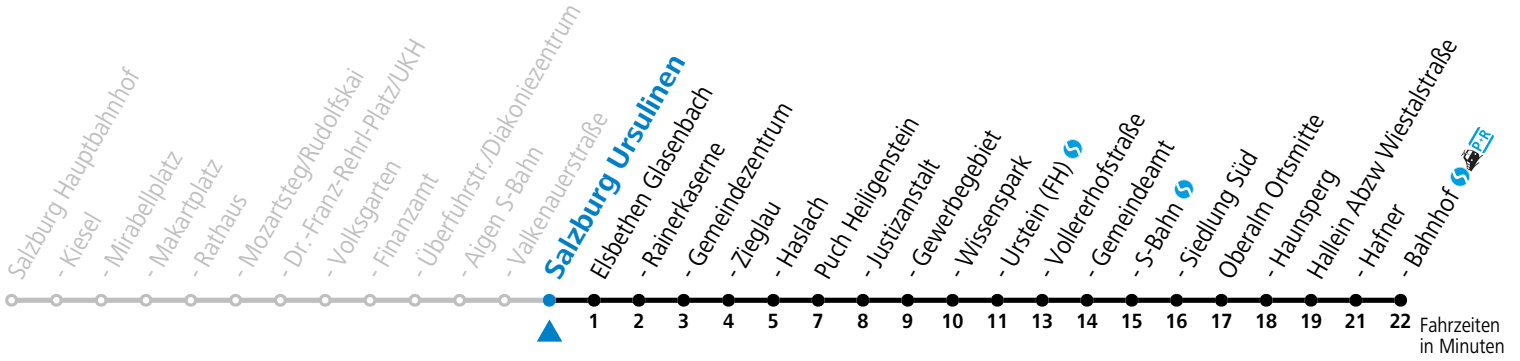 Salzburg Hauptbahnhof
- Kiesel
- Mirabellplatz
- Makartplatz
- Rathaus
- Mozartsteg/Rudolfskai
- Dr.-Franz-Rehrl-Platz/UKH
- Volksgarten
- Finanzamt
- Überfuhrstr./Diakoniezentrum
- Aigen S-Bahn
- Valkenauerstraße
Salzburg Ursulinen
Elsbethen Glasenbach
- Rainerkaserne
- Gemeindezentrum
- Zieglau
- Haslach
Puch Heiligenstein
- Justizanstalt
- Gewerbegebiet
- Wissenspark
- Urstein (FH)
- Vollererhofstraße
- Gemeindeamt
- S-Bahn
- Siedlung Süd
Oberalm Ortsmitte
- Haunsperg
Hallein Abzw Wiestalstraße
- Hafner
- Bahnhof
P+R
1 2 3 4 5 7 8 9 10 11 13 14 15 16 17 18 19 21 22 Fahrzeiten
in Minuten